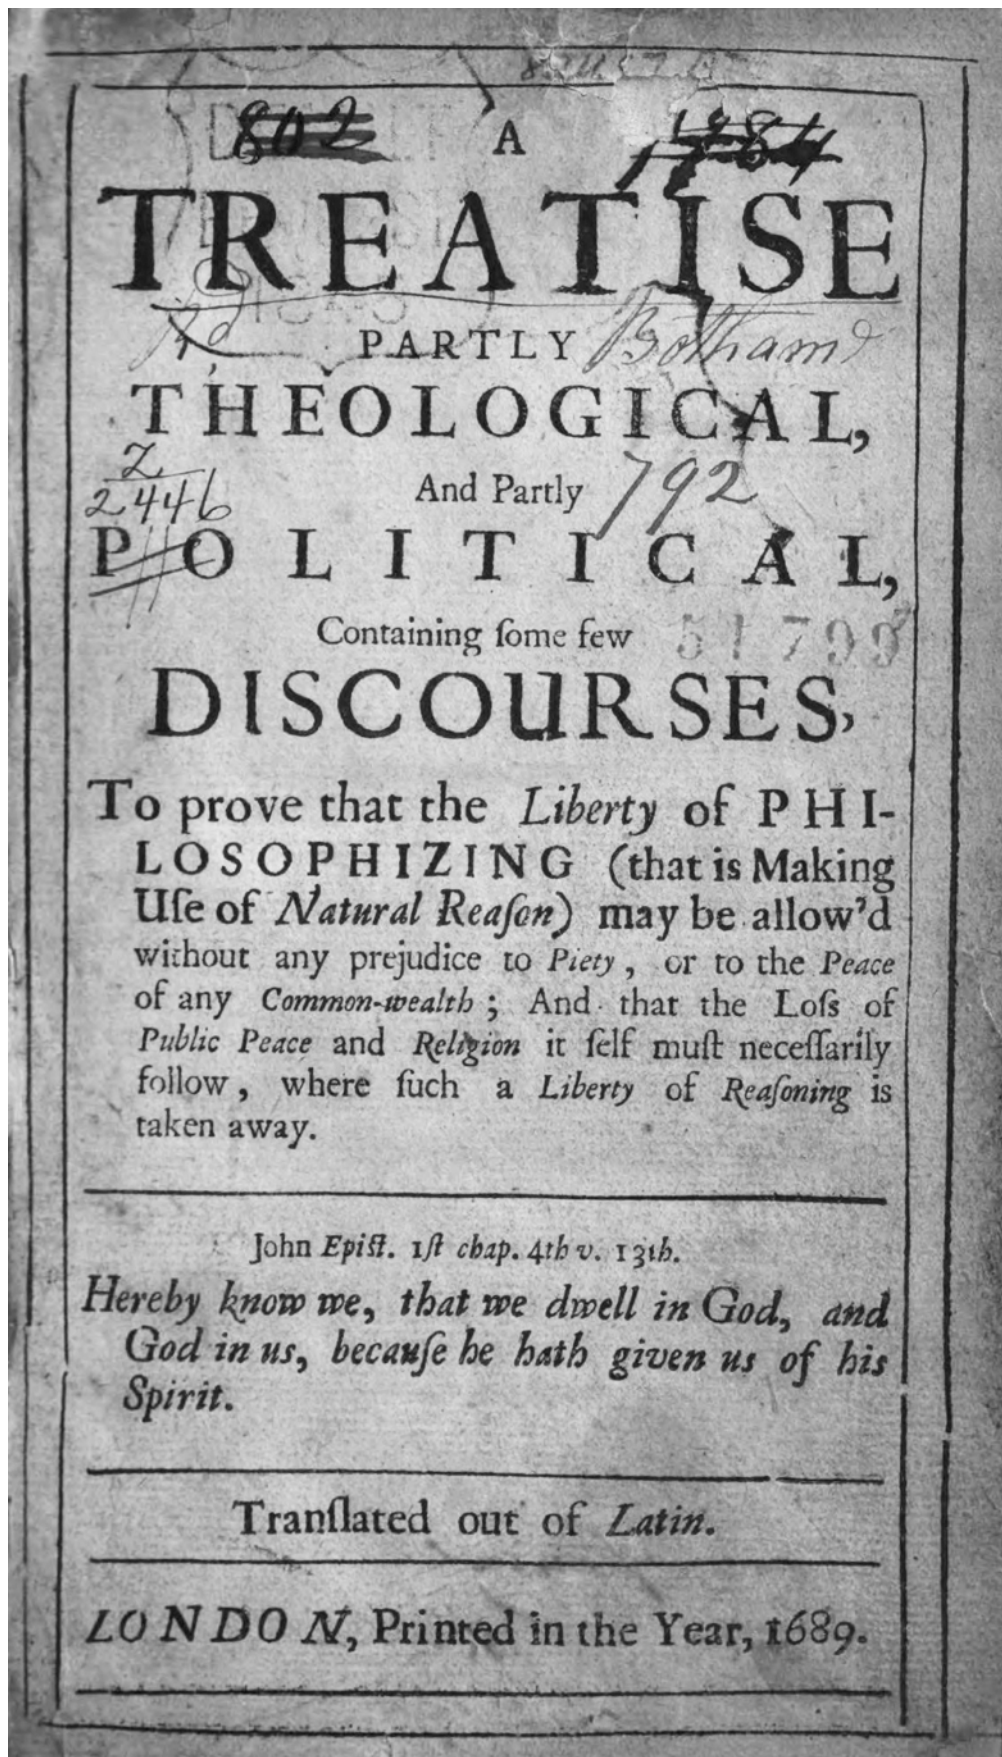 802 A 1784
TREATISE
PARTLY Botham
THEOLOGICAL,
2446
And Partly 792
POLITICAL,
Containing ſome few 51799
DISCOURSES,
To prove that the Liberty of PHI-
LOSOPHIZING (that is Making
Uſe of Natural Reaſon) may be allow'd
without any prejudice to Piety, or to the Peace
of any Common-wealth; And that the Loſs of
Public Peace and Religion it ſelf muſt neceſſarily
follow, where ſuch a Liberty of Reaſoning is
taken away.
John Epiſt. 1ſt chap. 4th v. 13th.
Hereby know we, that we dwell in God, and
God in us, becauſe he hath given us of his
Spirit.
Tranſlated out of Latin.
LONDON, Printed in the Year, 1689.